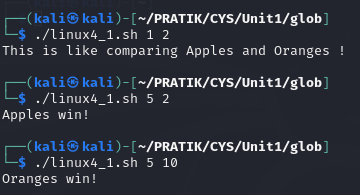 ┌──(kali㉿kali)-[~/PRATIK/CYS/Unit1/glob]
└─$ ./linux4_1.sh 1 2
This is like comparing Apples and Oranges !
┌──(kali㉿kali)-[~/PRATIK/CYS/Unit1/glob]
└─$ ./linux4_1.sh 5 2
Apples win!
┌──(kali㉿kali)-[~/PRATIK/CYS/Unit1/glob]
└─$ ./linux4_1.sh 5 10
Oranges win!